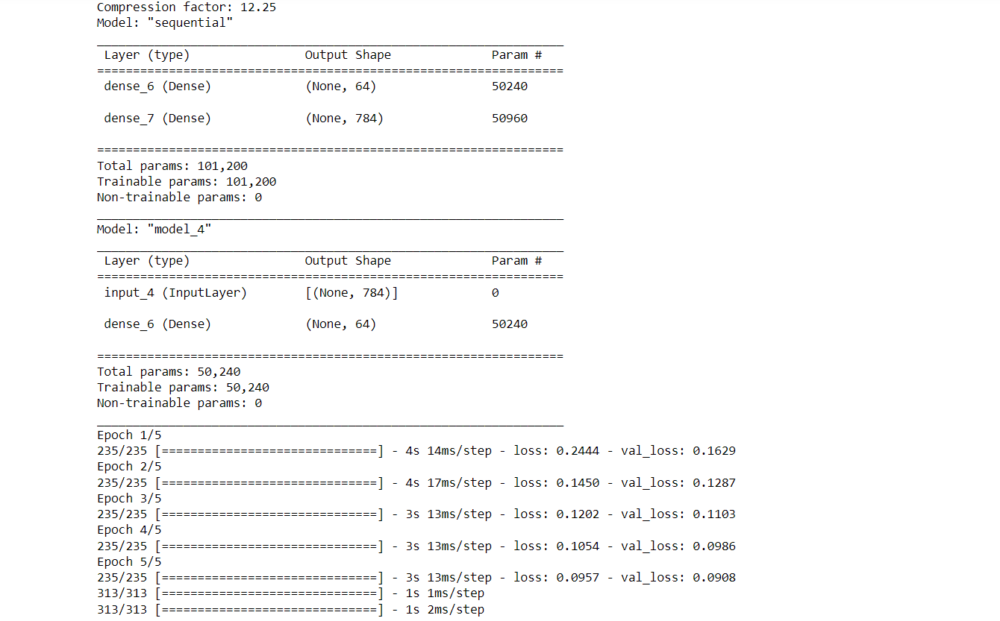 Compression factor: 12.25
Model: "sequential"
_________________________________________________________________
Layer (type) Output Shape Param #
=================================================================
dense_6 (Dense) (None, 64) 50240
dense_7 (Dense) (None, 784) 50960
=================================================================
Total params: 101,200
Trainable params: 101,200
Non-trainable params: 0
_________________________________________________________________
Model: "model_4"
_________________________________________________________________
Layer (type) Output Shape Param #
=================================================================
input_4 (InputLayer) [(None, 784)] 0
dense_6 (Dense) (None, 64) 50240
=================================================================
Total params: 50,240
Trainable params: 50,240
Non-trainable params: 0
_________________________________________________________________
Epoch 1/5
235/235 [==============================] - 4s 14ms/step - loss: 0.2444 - val_loss: 0.1629
Epoch 2/5
235/235 [==============================] - 4s 17ms/step - loss: 0.1450 - val_loss: 0.1287
Epoch 3/5
235/235 [==============================] - 3s 13ms/step - loss: 0.1202 - val_loss: 0.1103
Epoch 4/5
235/235 [==============================] - 3s 13ms/step - loss: 0.1054 - val_loss: 0.0986
Epoch 5/5
235/235 [==============================] - 3s 13ms/step - loss: 0.0957 - val_loss: 0.0908
313/313 [==============================] - 1s 1ms/step
313/313 [==============================] - 1s 2ms/step